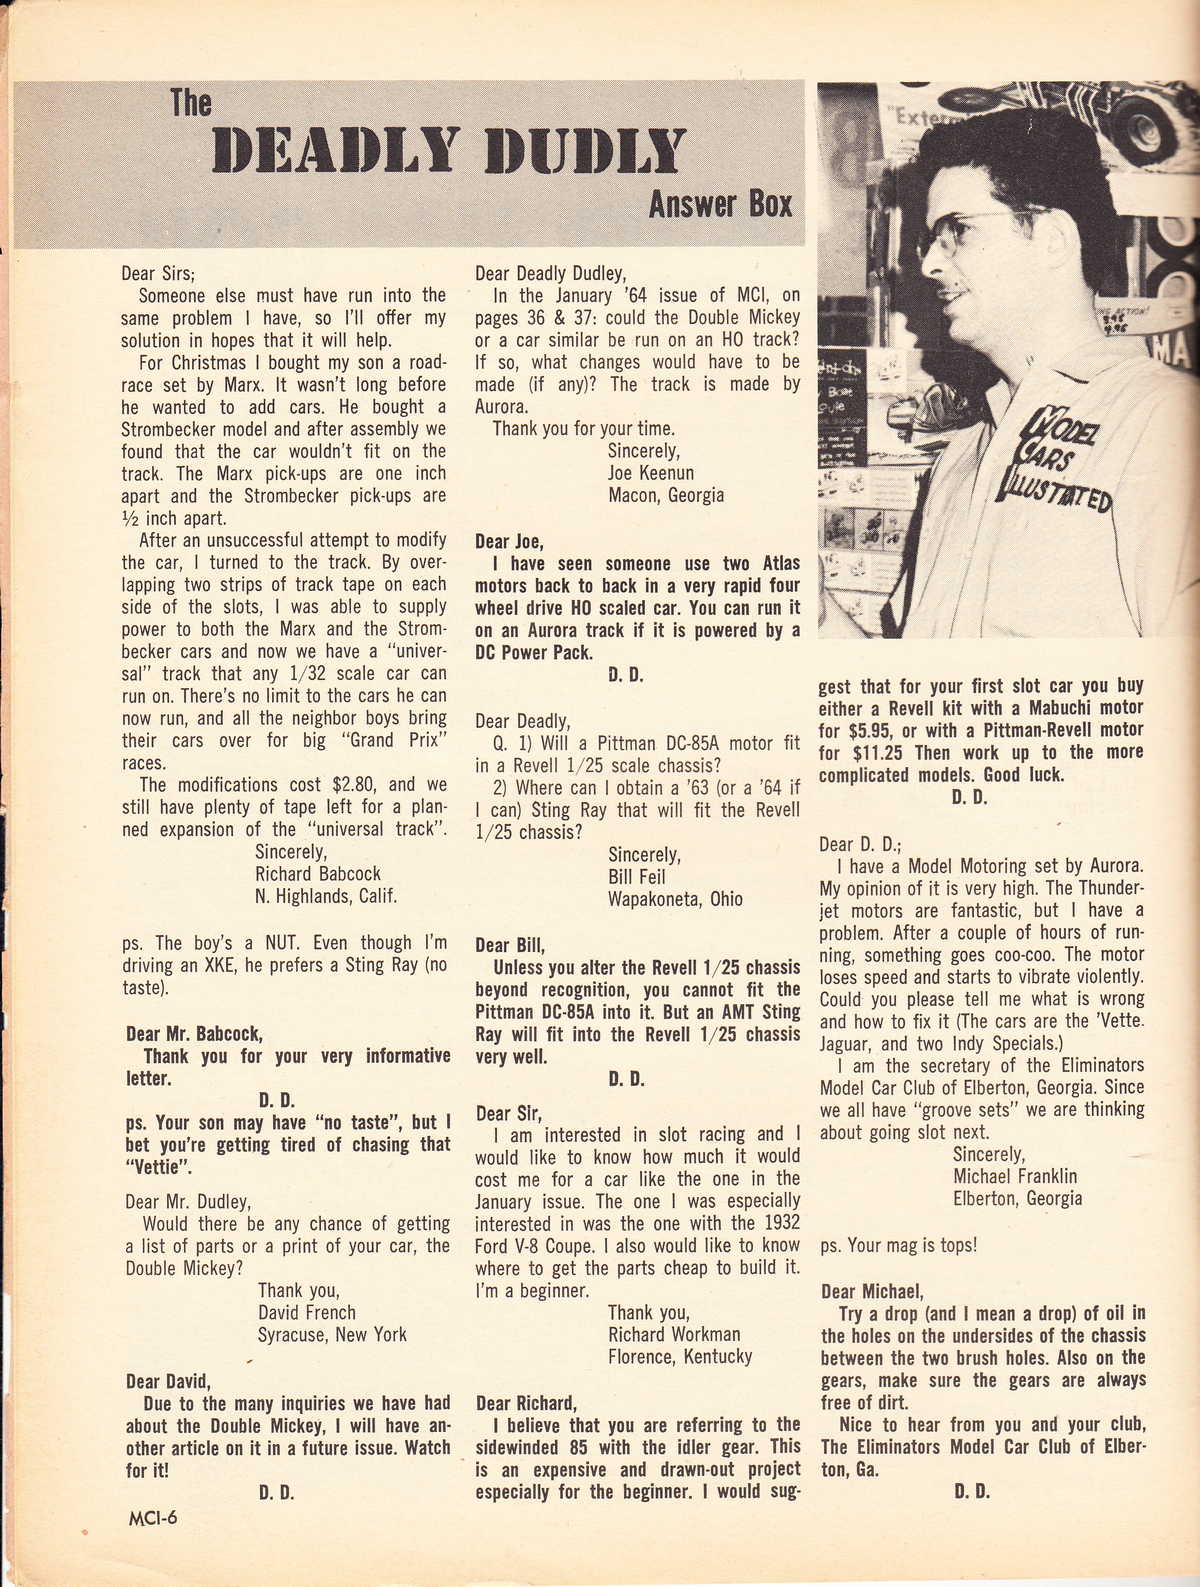 The
DEADLY DUDLY
Answer Box
Dear Sirs;
Someone else must have run into the
same problem I have, so I'll offer my
solution in hopes that it will help.
For Christmas I bought my son a road-
race set by Marx. It wasn't long before
he wanted to add cars. He bought a
Strombecker model and after assembly we
found that the car wouldn't fit on the
track. The Marx pick-ups are one inch
apart and the Strombecker pick-ups are
½ inch apart.
After an unsuccessful attempt to modify
the car, I turned to the track. By over-
lapping two strips of track tape on each
side of the slots, I was able to supply
power to both the Marx and the Strom-
becker cars and now we have a "univer-
sal" track that any 1/32 scale car can
run on. There's no limit to the cars he can
now run, and all the neighbor boys bring
their cars over for big "Grand Prix"
races.
The modifications cost $2.80, and we
still have plenty of tape left for a plan-
ned expansion of the "universal track".
Sincerely,
Richard Babcock
N. Highlands, Calif.
ps. The boy's a NUT. Even though I'm
driving an XKE, he prefers a Sting Ray (no
taste).
Dear Mr. Babcock,
Thank you for your very informative
letter.
D. D.
ps. Your son may have "no taste", but I
bet you're getting tired of chasing that
"Vettie".
Dear Mr. Dudley,
Would there be any chance of getting
a list of parts or a print of your car, the
Double Mickey?
Thank you,
David French
Syracuse, New York
Dear David,
Due to the many inquiries we have had
about the Double Mickey, I will have an-
other article on it in a future issue. Watch
for it!
D. D.
MCI-6
Dear Deadly Dudley,
In the January '64 issue of MCI, on
pages 36 & 37: could the Double Mickey
or a car similar be run on an HO track?
If so, what changes would have to be
made (if any)? The track is made by
Aurora.
Thank you for your time.
Sincerely,
Joe Keenun
Macon, Georgia
Dear Joe,
I have seen someone use two Atlas
motors back to back in a very rapid four
wheel drive HO scaled car. You can run it
on an Aurora track if it is powered by a
DC Power Pack.
D. D.
Dear Deadly,
Q. 1) Will a Pittman DC-85A motor fit
in a Revell 1/25 scale chassis?
2) Where can I obtain a '63 (or a '64 if
I can) Sting Ray that will fit the Revell
1/25 chassis?
Sincerely,
Bill Feil
Wapakoneta, Ohio
Dear Bill,
Unless you alter the Revell 1/25 chassis
beyond recognition, you cannot fit the
Pittman DC-85A into it. But an AMT Sting
Ray will fit into the Revell 1/25 chassis
very well.
D. D.
Dear Sir,
I am interested in slot racing and I
would like to know how much it would
cost me for a car like the one in the
January issue. The one I was especially
interested in was the one with the 1932
Ford V-8 Coupe. I also would like to know
where to get the parts cheap to build it.
I'm a beginner.
Thank you,
Richard Workman
Florence, Kentucky
Dear Richard,
I believe that you are referring to the
sidewinded 85 with the idler gear. This
is an expensive and drawn-out project
especially for the beginner. I would sug-
"Exter
8
ING ACTION!
3.95
4.95
MA
Boat
MODEL
CARS
ILLUSTRATED
gest that for your first slot car you buy
either a Revell kit with a Mabuchi motor
for $5.95, or with a Pittman-Revell motor
for $11.25 Then work up to the more
complicated models. Good luck.
D. D.
Dear D. D.;
I have a Model Motoring set by Aurora.
My opinion of it is very high. The Thunder-
jet motors are fantastic, but I have a
problem. After a couple of hours of run-
ning, something goes coo-coo. The motor
loses speed and starts to vibrate violently.
Could you please tell me what is wrong
and how to fix it (The cars are the 'Vette.
Jaguar, and two Indy Specials.)
I am the secretary of the Eliminators
Model Car Club of Elberton, Georgia. Since
we all have "groove sets" we are thinking
about going slot next.
Sincerely,
Michael Franklin
Elberton, Georgia
ps. Your mag is tops!
Dear Michael,
Try a drop (and I mean a drop) of oil in
the holes on the undersides of the chassis
between the two brush holes. Also on the
gears, make sure the gears are always
free of dirt.
Nice to hear from you and your club,
The Eliminators Model Car Club of Elber-
ton, Ga.
D. D.